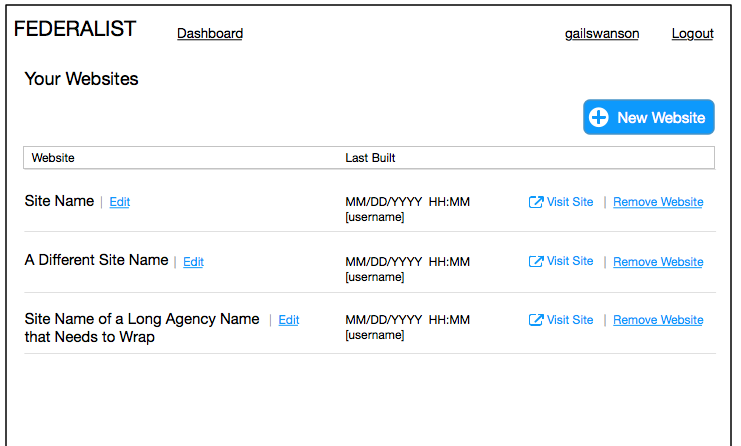 FEDERALIST Dashboard gailswanson Logout
Your Websites
New Website
Website Last Built
Site Name | Edit MM/DD/YYYY HH:MM Visit Site | Remove Website
[username]
A Different Site Name | Edit MM/DD/YYYY HH:MM Visit Site | Remove Website
[username]
Site Name of a Long Agency Name | Edit MM/DD/YYYY HH:MM Visit Site | Remove Website
that Needs to Wrap [username]